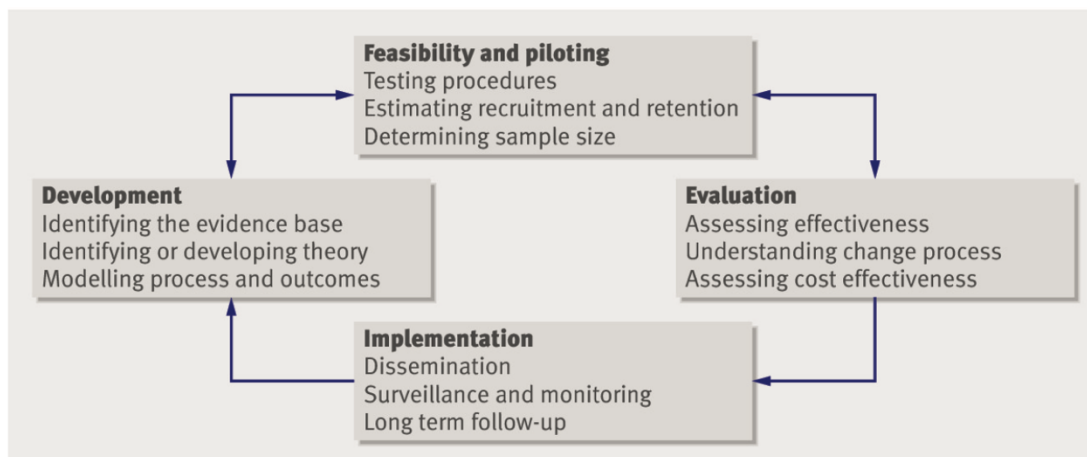 Feasibility and piloting
Testing procedures
Estimating recruitment and retention
Determining sample size
Development
Identifying the evidence base
Identifying or developing theory
Modelling process and outcomes
Evaluation
Assessing effectiveness
Understanding change process
Assessing cost effectiveness
Implementation
Dissemination
Surveillance and monitoring
Long term follow-up